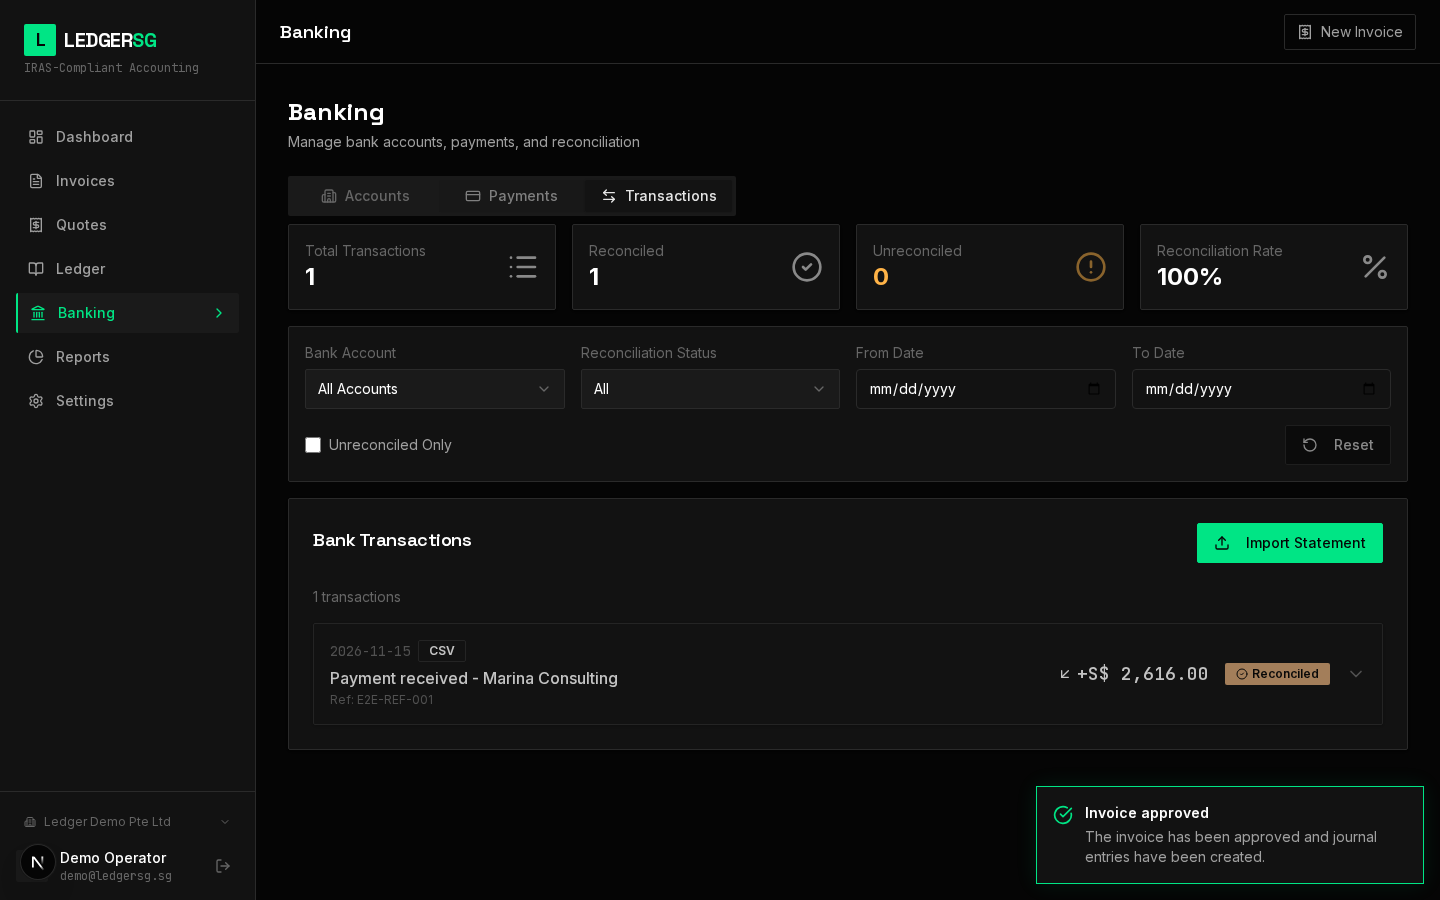 L LEDGERSG
IRAS-Compliant Accounting
Dashboard
Invoices
Quotes
Ledger
Banking
Reports
Settings
Ledger Demo Pte Ltd
N
Demo Operator
demo@ledgersg.sg
Banking
New Invoice
Banking
Manage bank accounts, payments, and reconciliation
Accounts Payments Transactions
Total Transactions
1
Reconciled
1
Unreconciled
0
Reconciliation Rate
100%
Bank Account
All Accounts
Reconciliation Status
All
From Date
mm/dd/yyyy
To Date
mm/dd/yyyy
Unreconciled Only
Reset
Bank Transactions
Import Statement
1 transactions
2026-11-15 CSV
Payment received - Marina Consulting
Ref: E2E-REF-001
+S$ 2,616.00
Reconciled
Invoice approved
The invoice has been approved and journal
entries have been created.